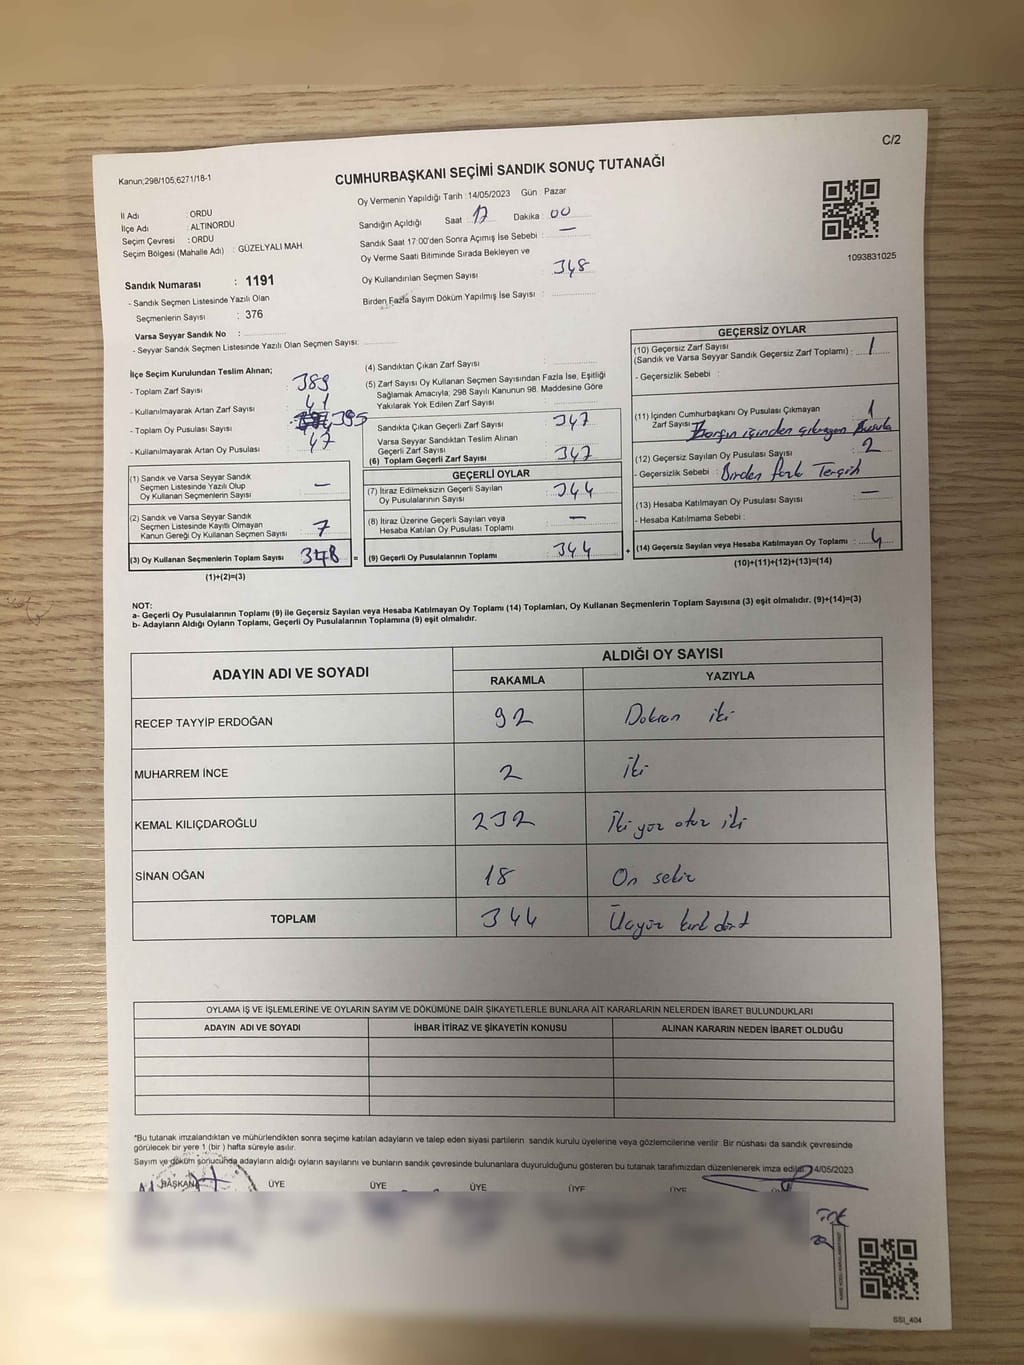 C/2
Kanun;298/105,6271/18-1
CUMHURBAŞKANI SEÇİMİ SANDIK SONUÇ TUTANAĞI
Oy Vermenin Yapıldığı Tarih :14/05/2023 Gün : Pazar
İl Adı : ORDU
İlçe Adı : ALTINORDU
Seçim Çevresi : ORDU
Seçim Bölgesi (Mahalle Adı) : GÜZELYALI MAH.
Sandık Numarası : 1191
- Sandık Seçmen Listesinde Yazılı Olan
Seçmenlerin Sayısı : 376
Varsa Seyyar Sandık No :
- Seyyar Sandık Seçmen Listesinde Yazılı Olan Seçmen Sayısı:
Sandığın Açıldığı Saat : 17 Dakika : 00
Sandık Saat 17:00'den Sonra Açımış İse Sebebi : —
Oy Verme Saati Bitiminde Sırada Bekleyen ve
Oy Kullandırılan Seçmen Sayısı : 348
Birden Fazla Sayım Döküm Yapılmış İse Sayısı :
1093831025
İlçe Seçim Kurulundan Teslim Alınan;
- Toplam Zarf Sayısı : 389
- Kullanılmayarak Artan Zarf Sayısı : 41
- Toplam Oy Pusulası Sayısı : 395
- Kullanılmayarak Artan Oy Pusulası : 47
(1) Sandık ve Varsa Seyyar Sandık
Seçmen Listesinde Yazılı Olup
Oy Kullanan Seçmenlerin Sayısı : —
(2) Sandık ve Varsa Seyyar Sandık
Seçmen Listesinde Kayıtlı Olmayan
Kanun Gereği Oy Kullanan Seçmen Sayısı : 7
(3) Oy Kullanan Seçmenlerin Toplam Sayısı : 348
(1)+(2)=(3)
(4) Sandıktan Çıkan Zarf Sayısı :
(5) Zarf Sayısı Oy Kullanan Seçmen Sayısından Fazla İse, Eşitliği
Sağlamak Amacıyla; 298 Sayılı Kanunun 98. Maddesine Göre
Yakılarak Yok Edilen Zarf Sayısı :
Sandıkta Çıkan Geçerli Zarf Sayısı : 347
Varsa Seyyar Sandıktan Teslim Alınan
Geçerli Zarf Sayısı :
(6) Toplam Geçerli Zarf Sayısı : 347
GEÇERLİ OYLAR
(7) İtiraz Edilmeksizin Geçerli Sayılan
Oy Pusulalarının Sayısı : 344
(8) İtiraz Üzerine Geçerli Sayılan veya
Hesaba Katılan Oy Pusulası Toplamı : —
= (9) Geçerli Oy Pusulalarının Toplamı : 344
GEÇERSİZ OYLAR
(10) Geçersiz Zarf Sayısı
(Sandık ve Varsa Seyyar Sandık Geçersiz Zarf Toplamı) : 1
- Geçersizlik Sebebi :
(11) İçinden Cumhurbaşkanı Oy Pusulası Çıkmayan
Zarf Sayısı : 1
Zarfın içinden çıkmayan Pusula
(12) Geçersiz Sayılan Oy Pusulası Sayısı : 2
- Geçersizlik Sebebi : Birden fazla Tercih
(13) Hesaba Katılmayan Oy Pusulası Sayısı : —
- Hesaba Katılmama Sebebi :
+ (14) Geçersiz Sayılan veya Hesaba Katılmayan Oy Toplamı : 4
(10)+(11)+(12)+(13)=(14)
NOT:
a- Geçerli Oy Pusulalarının Toplamı (9) ile Geçersiz Sayılan veya Hesaba Katılmayan Oy Toplamı (14) Toplamları, Oy Kullanan Seçmenlerin Toplam Sayısına (3) eşit olmalıdır. (9)+(14)=(3)
b- Adayların Aldığı Oyların Toplamı, Geçerli Oy Pusulalarının Toplamına (9) eşit olmalıdır.
ADAYIN ADI VE SOYADI ALDIĞI OY SAYISI
RAKAMLA YAZIYLA
RECEP TAYYİP ERDOĞAN 92 Doksan iki
MUHARREM İNCE 2 İki
KEMAL KILIÇDAROĞLU 232 İki yüz otuz iki
SİNAN OĞAN 18 On sekiz
TOPLAM 344 Üçyüz kırk dört
OYLAMA İŞ VE İŞLEMLERİNE VE OYLARIN SAYIM VE DÖKÜMÜNE DAİR ŞİKAYETLERLE BUNLARA AİT KARARLARIN NELERDEN İBARET BULUNDUKLARI
ADAYIN ADI VE SOYADI İHBAR İTİRAZ VE ŞİKAYETİN KONUSU ALINAN KARARIN NEDEN İBARET OLDUĞU
*Bu tutanak imzalandıktan ve mühürlendikten sonra seçime katılan adayların ve talep eden siyasi partilerin sandık kurulu üyelerine veya gözlemcilerine verilir. Bir nüshası da sandık çevresinde
görülecek bir yere 1 (bir ) hafta süreyle asılır.
Sayım ve döküm sonucunda adayların aldığı oyların sayılarını ve bunların sandık çevresinde bulunanlara duyurulduğunu gösteren bu tutanak tarafımızdan düzenlenerek imza edildi. 14/05/2023
BAŞKAN ÜYE ÜYE ÜYE ÜYE ÜYE
SSI_404